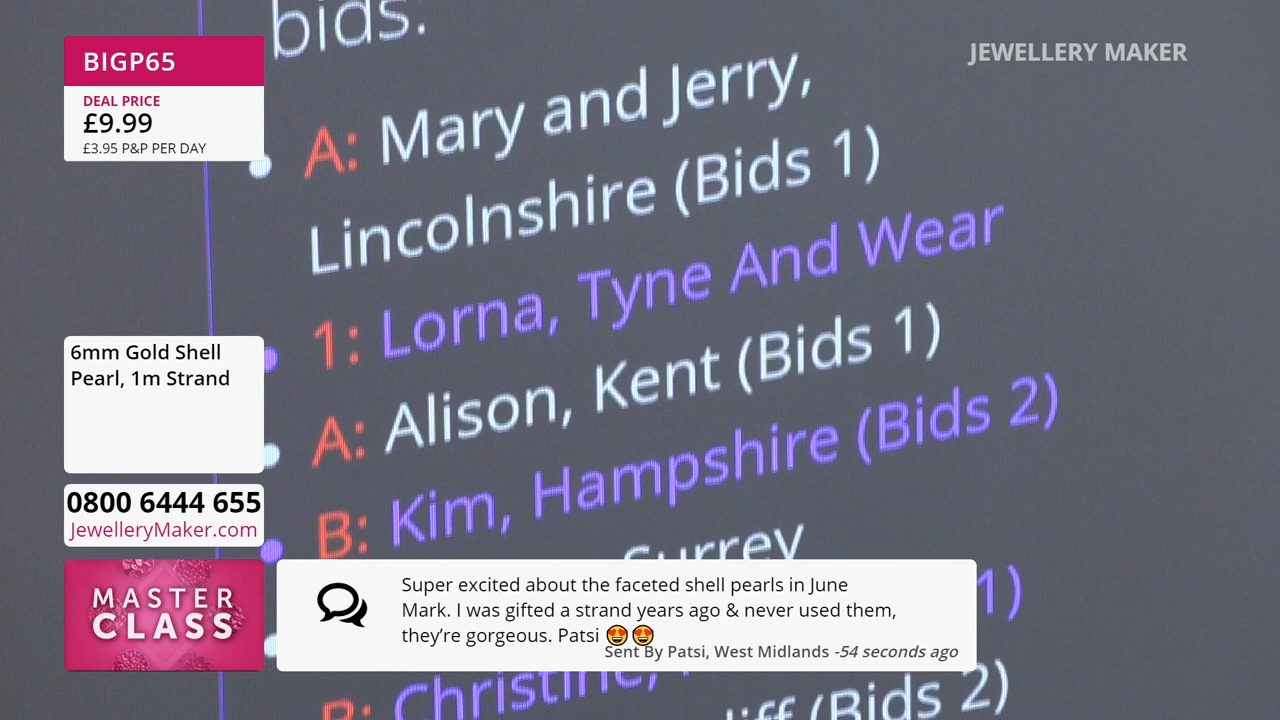 bids.
BIGP65
DEAL PRICE
£9.99
£3.95 P&P PER DAY
JEWELLERY MAKER
A: Mary and Jerry,
Lincolnshire (Bids 1)
1: Lorna, Tyne And Wear
A: Alison, Kent (Bids 1)
B: Kim, Hampshire (Bids 2)
Surrey
1)
B: Christine,
(Bids 2)
6mm Gold Shell
Pearl, 1m Strand
0800 6444 655
JewelleryMaker.com
MASTER
CLASS
Super excited about the faceted shell pearls in June
Mark. I was gifted a strand years ago & never used them,
they're gorgeous. Patsi 😍😍
Sent By Patsi, West Midlands -54 seconds ago